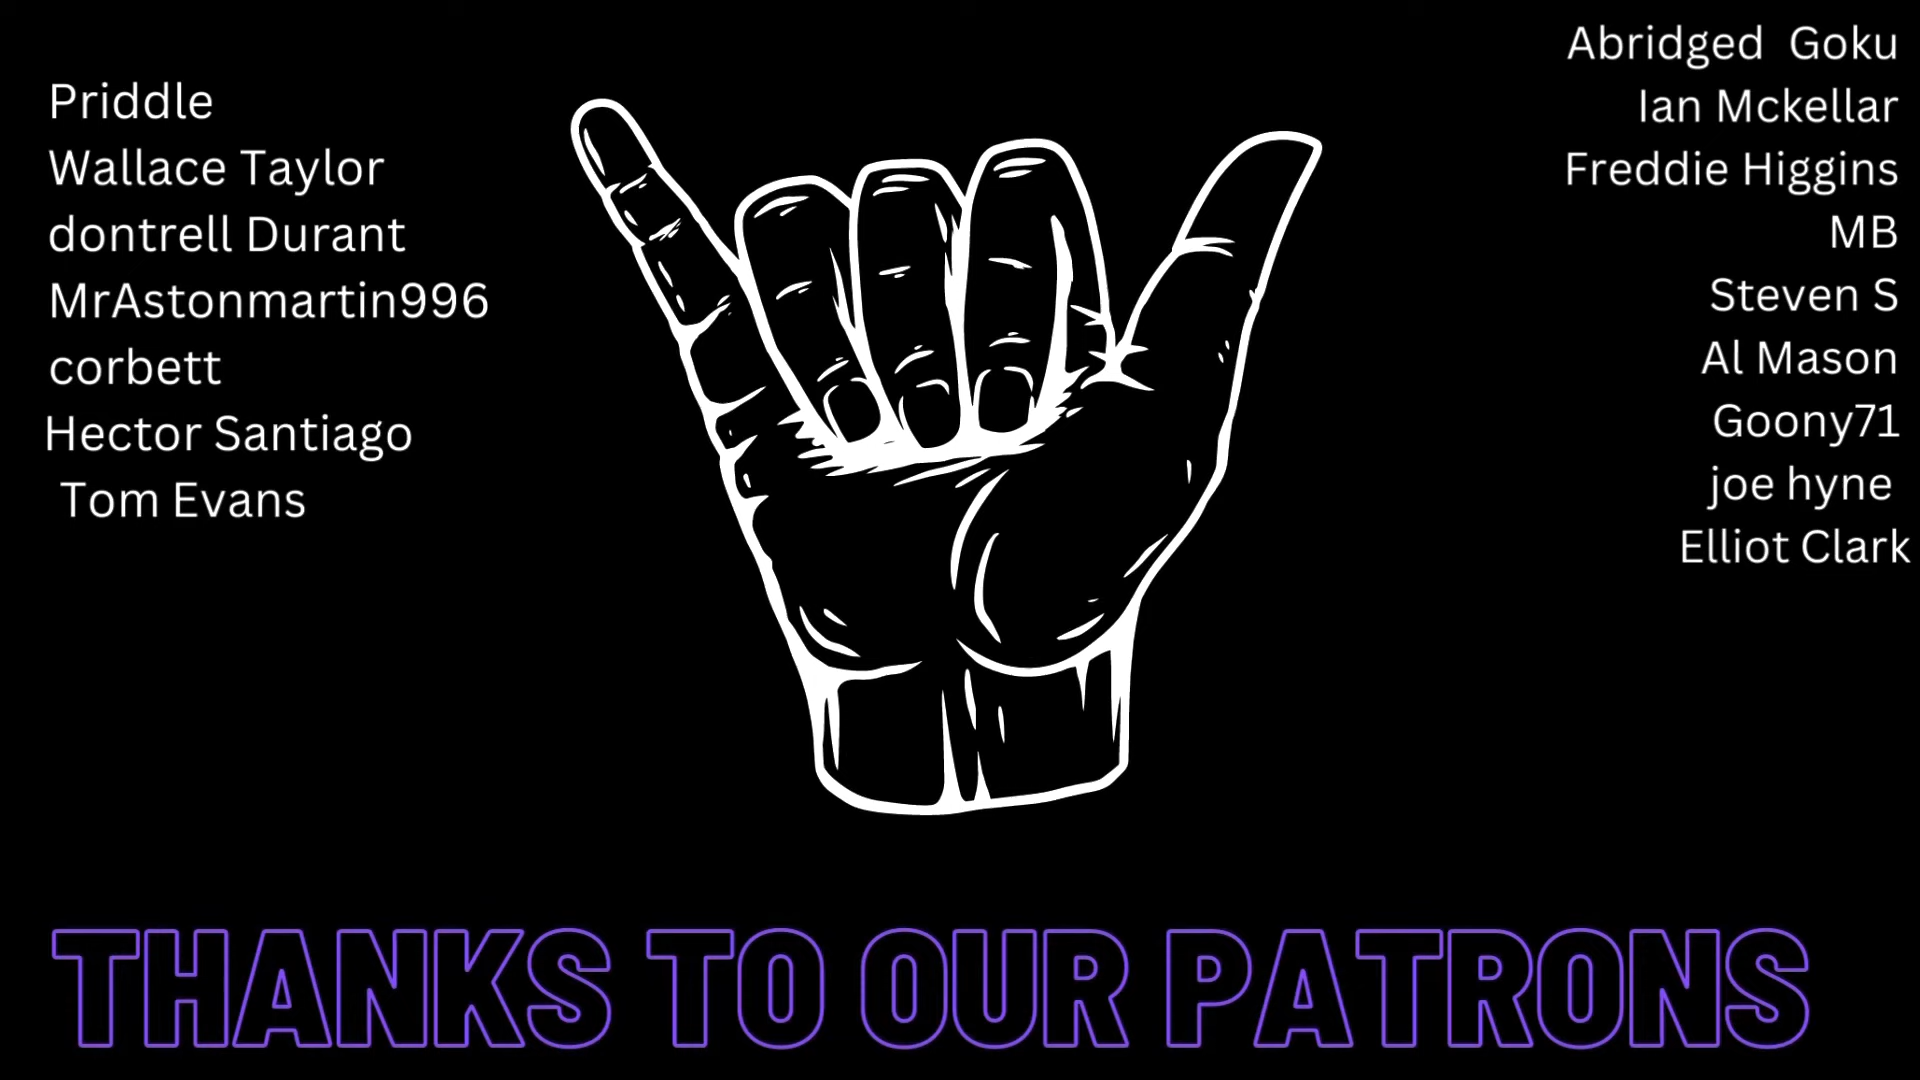 Priddle
Wallace Taylor
dontrell Durant
MrAstonmartin996
corbett
Hector Santiago
Tom Evans
Abridged Goku
Ian Mckellar
Freddie Higgins
MB
Steven S
Al Mason
Goony71
joe hyne
Elliot Clark
THANKS TO OUR PATRONS